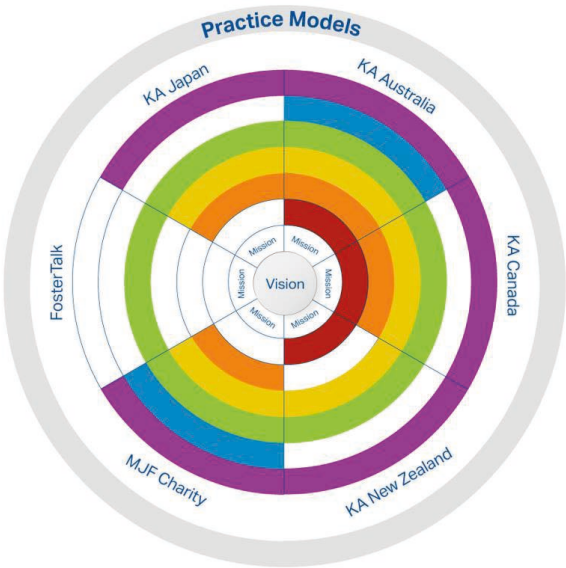 Practice Models
KA Japan
KA Australia
FosterTalk
KA Canada
MJF Charity
KA New Zealand
Mission
Mission
Mission
Vision
Mission
Mission
Mission